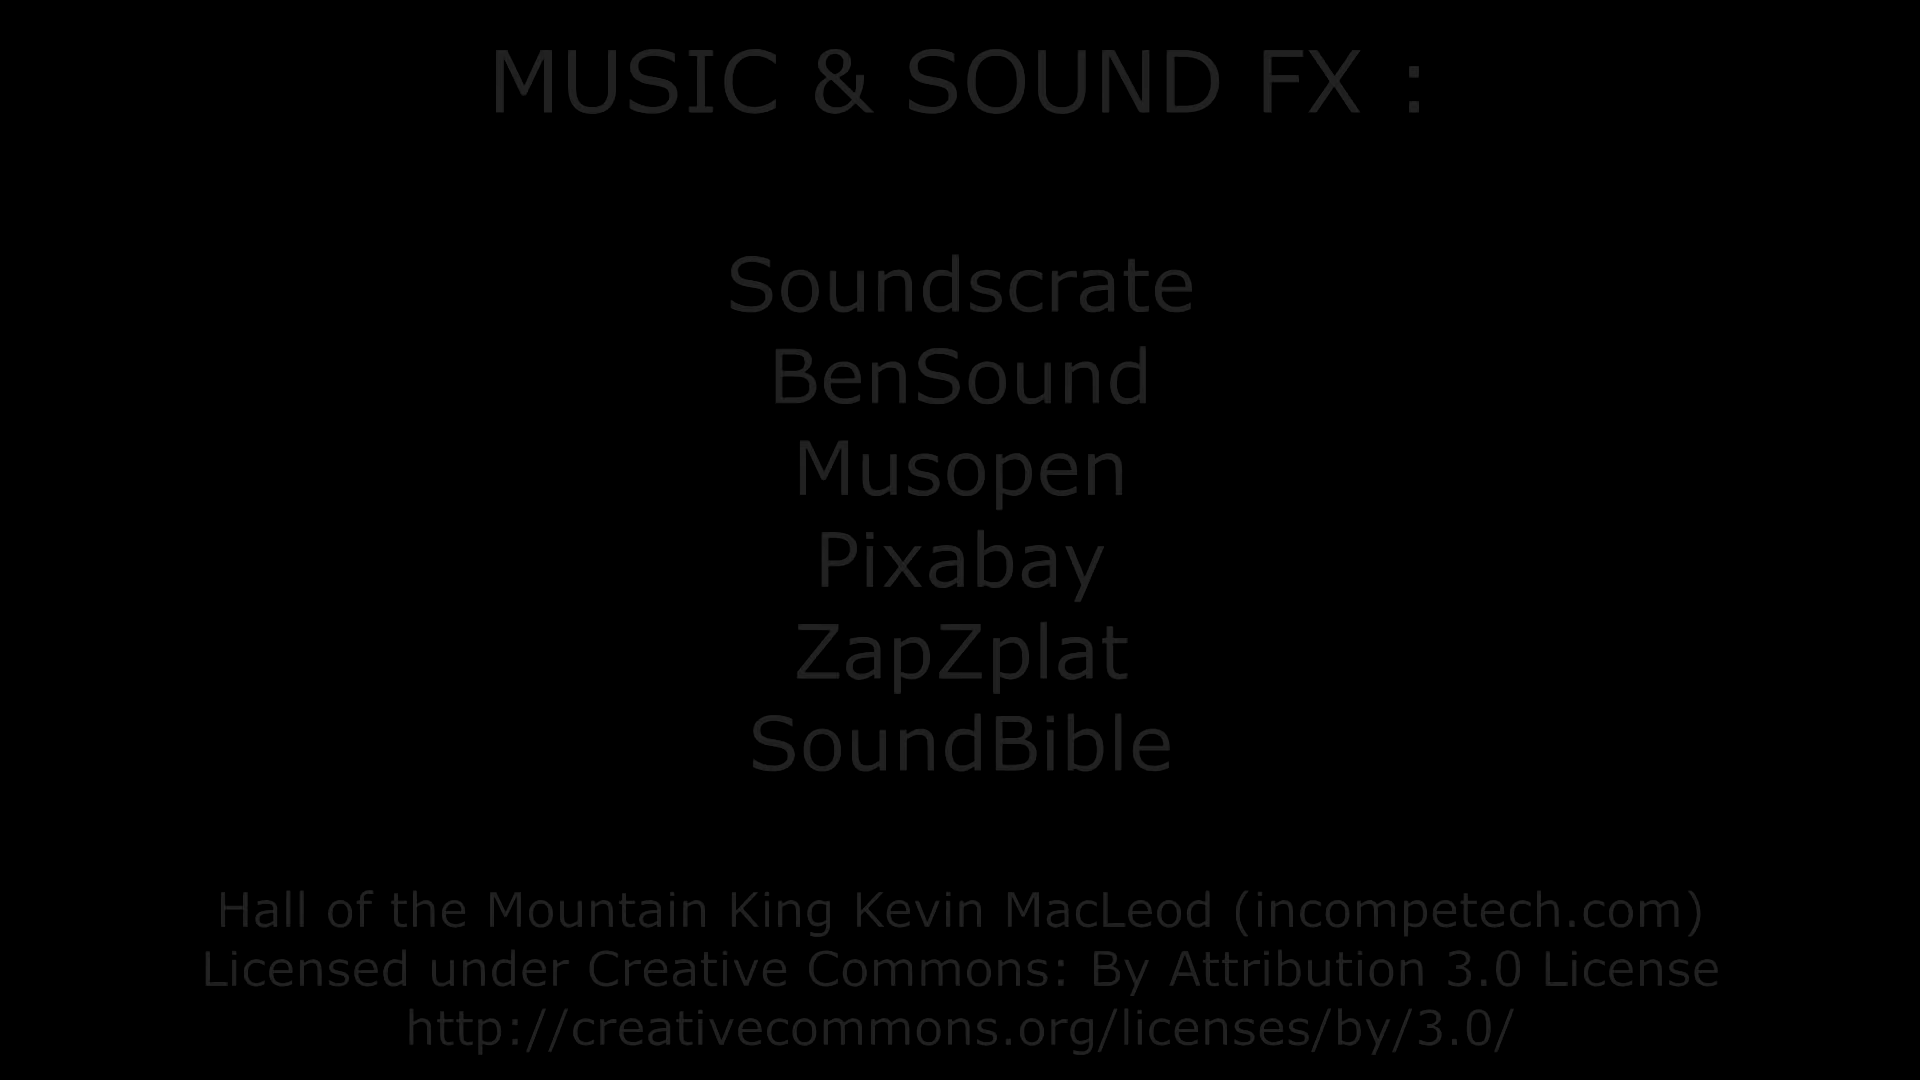 MUSIC & SOUND FX :
Soundscrate
BenSound
Musopen
Pixabay
ZapZplat
SoundBible
Hall of the Mountain King Kevin MacLeod (incompetech.com)
Licensed under Creative Commons: By Attribution 3.0 License
http://creativecommons.org/licenses/by/3.0/